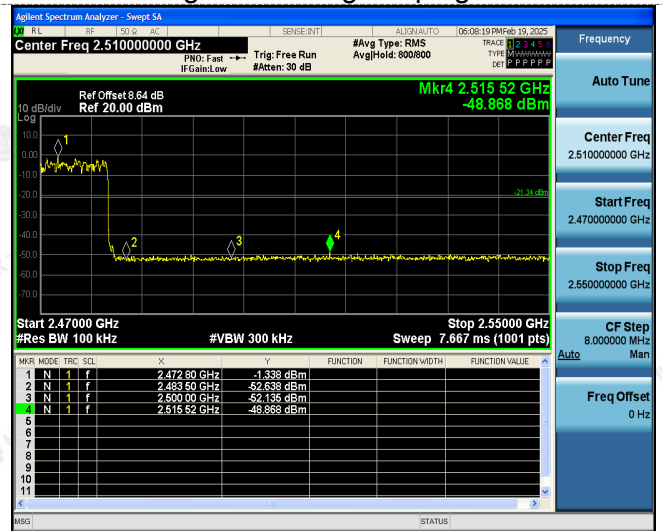 Agilent Spectrum Analyzer - Swept SA
LXI RL RF 50 Ω AC SENSE:INT ALIGN AUTO 06:08:19 PM Feb 19, 2025
Center Freq 2.510000000 GHz #Avg Type: RMS TRACE 1 2 3 4 5 6 Frequency
PNO: Fast Trig: Free Run Avg|Hold: 800/800 TYPE M WWWWW
IFGain:Low #Atten: 30 dB DET P P P P P P
Auto Tune
Mkr4 2.515 52 GHz
Ref Offset 8.64 dB
10 dB/div Ref 20.00 dBm -48.868 dBm
Log
10.0
0.00
-10.0
-20.0
-30.0
-40.0
-50.0
-60.0
-70.0
1
2
3
4
-21.34 dBm
Center Freq
2.510000000 GHz
Start Freq
2.470000000 GHz
Stop Freq
2.550000000 GHz
Start 2.47000 GHz Stop 2.55000 GHz
#Res BW 100 kHz #VBW 300 kHz Sweep 7.667 ms (1001 pts)
CF Step
8.000000 MHz
Auto Man
Freq Offset
0 Hz
MKR MODE TRC SCL X Y FUNCTION FUNCTION WIDTH FUNCTION VALUE
1 N 1 f 2.472 80 GHz -1.338 dBm
2 N 1 f 2.483 50 GHz -52.638 dBm
3 N 1 f 2.500 00 GHz -52.135 dBm
4 N 1 f 2.515 52 GHz -48.868 dBm
5
6
7
8
9
10
11
MSG STATUS